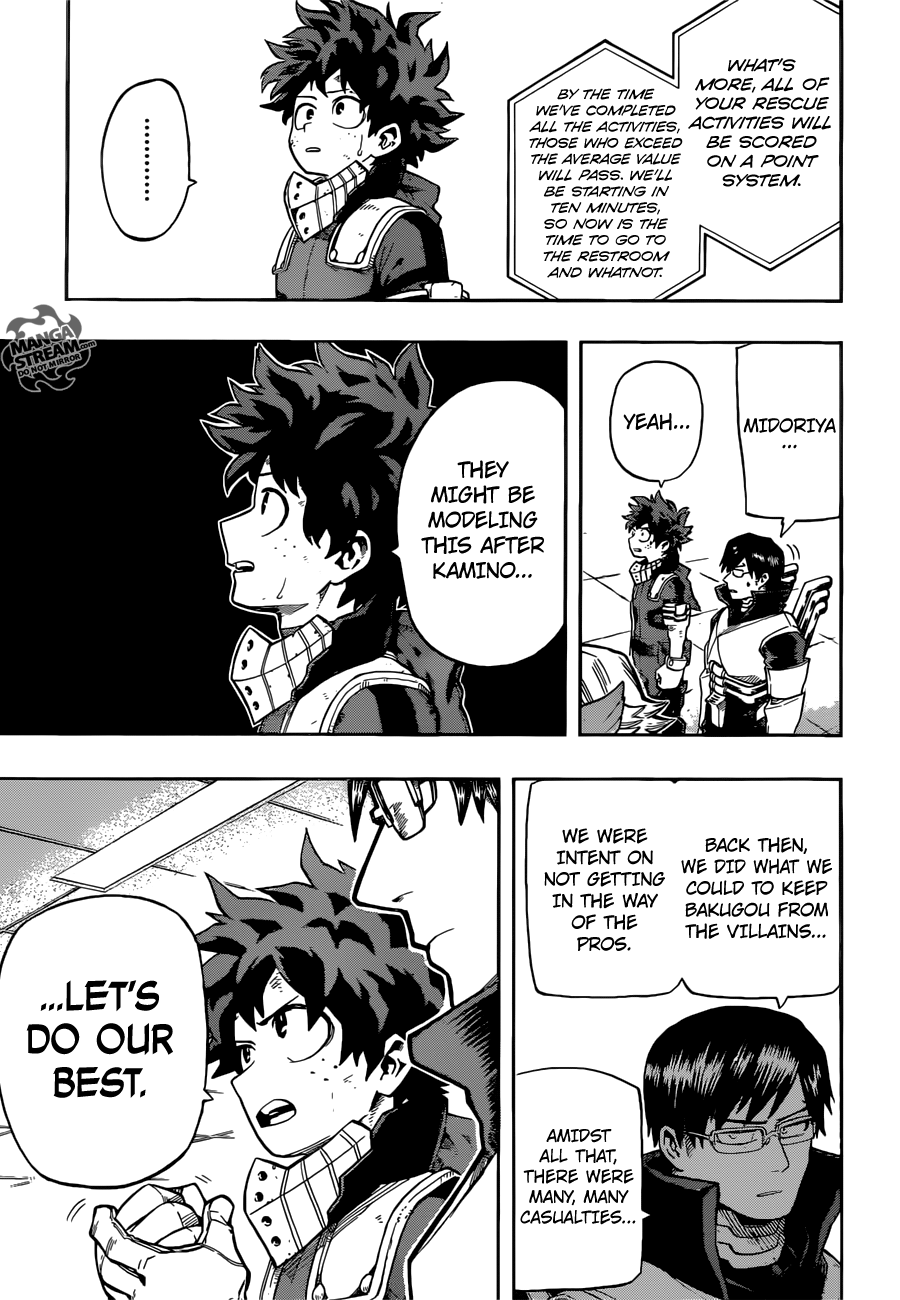 WHAT'S
MORE, ALL OF
YOUR RESCUE
ACTIVITIES WILL
BE SCORED
ON A POINT
SYSTEM.
BY THE TIME
WE'VE COMPLETED
ALL THE ACTIVITIES,
THOSE WHO EXCEED
THE AVERAGE VALUE
WILL PASS. WE'LL
BE STARTING IN
TEN MINUTES,
SO NOW IS THE
TIME TO GO TO
THE RESTROOM
AND WHATNOT.
.........
MANGA
STREAM.com
DO NOT MIRROR
MIDORIYA
...
YEAH...
THEY
MIGHT BE
MODELING
THIS AFTER
KAMINO...
BACK THEN,
WE DID WHAT WE
COULD TO KEEP
BAKUGOU FROM
THE VILLAINS...
WE WERE
INTENT ON
NOT GETTING
IN THE WAY
OF THE
PROS.
AMIDST
ALL THAT,
THERE WERE
MANY, MANY
CASUALTIES...
...LET'S
DO OUR
BEST.